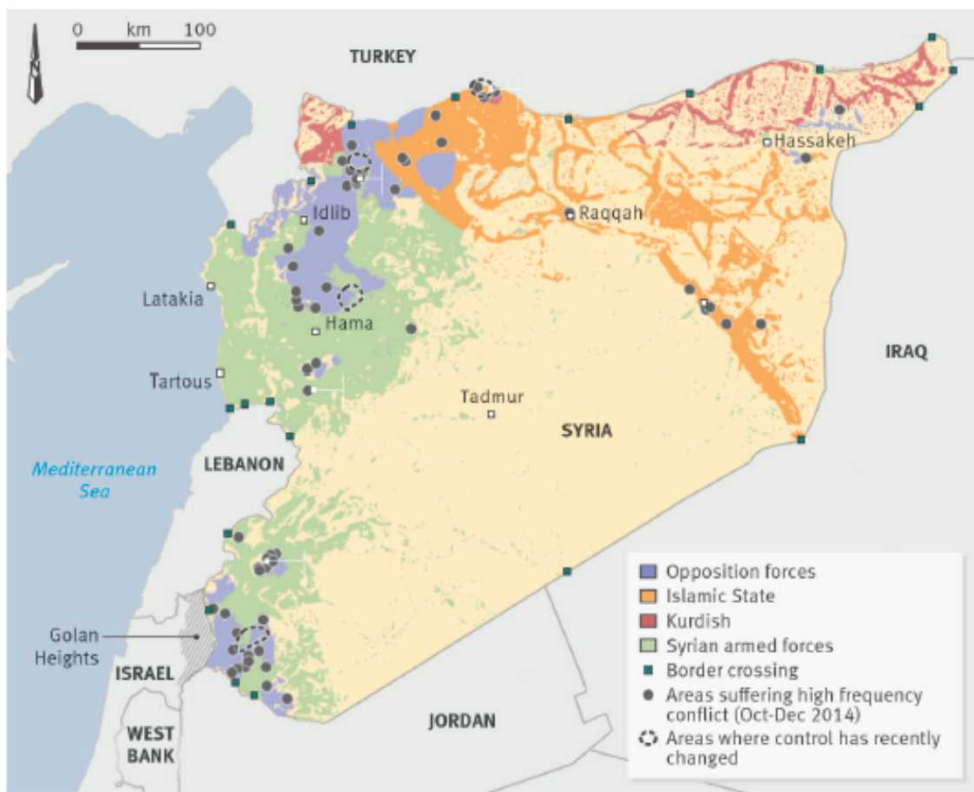 0 km 100
TURKEY
Hassakeh
Idlib
Raqqah
Latakia
Hama
IRAQ
Tartous
Tadmur
SYRIA
LEBANON
Mediterranean
Sea
Opposition forces
Islamic State
Kurdish
Golan
Heights
Syrian armed forces
ISRAEL
Border crossing
Areas suffering high frequency
conflict (Oct-Dec 2014)
JORDAN
WEST
BANK
Areas where control has recently
changed